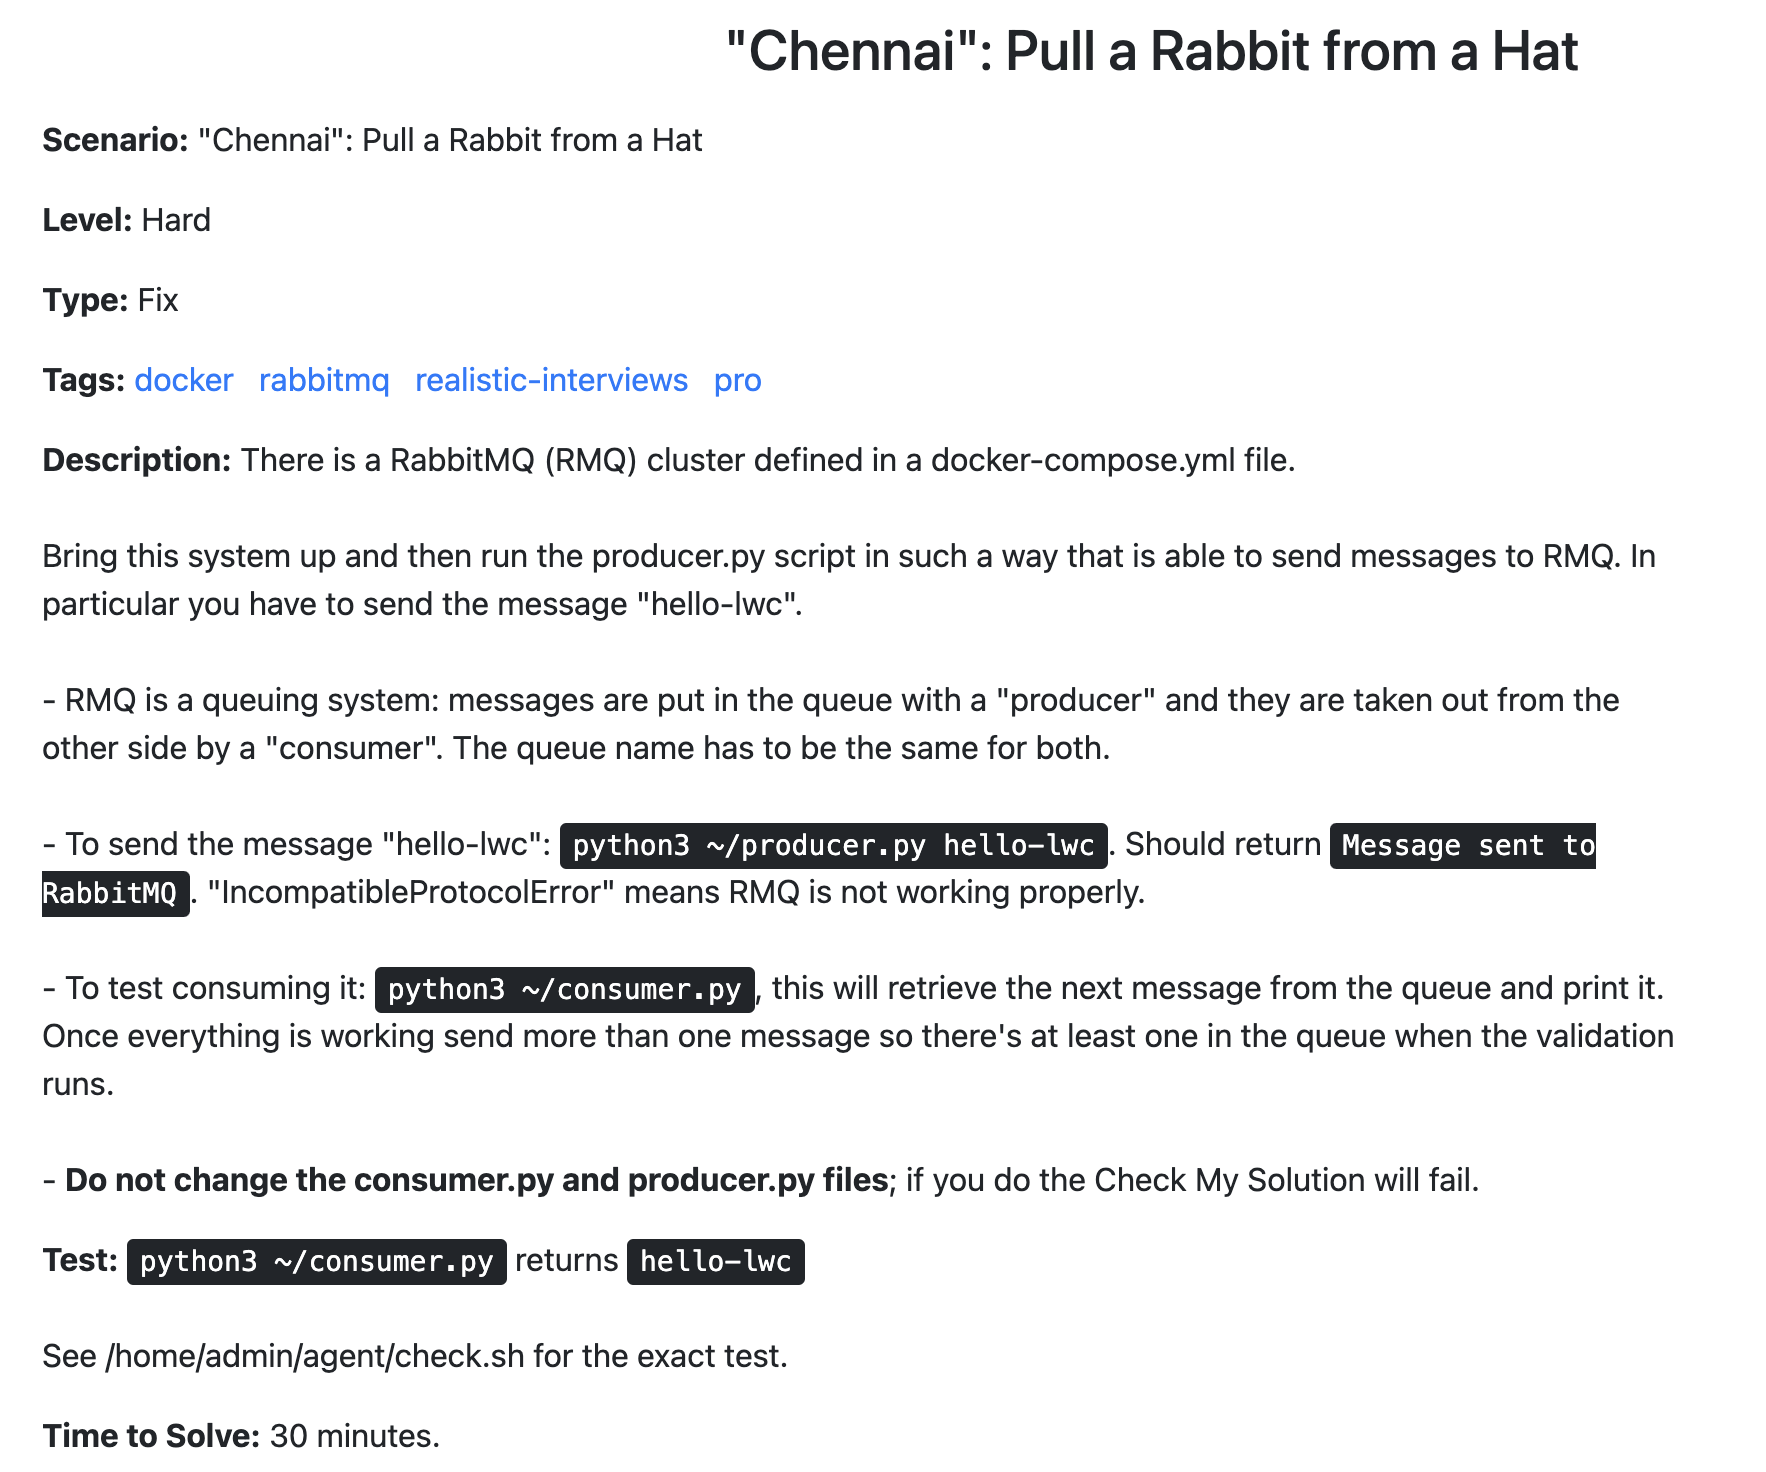 "Chennai": Pull a Rabbit from a Hat
Scenario: "Chennai": Pull a Rabbit from a Hat
Level: Hard
Type: Fix
Tags: docker rabbitmq realistic-interviews pro
Description: There is a RabbitMQ (RMQ) cluster defined in a docker-compose.yml file.
Bring this system up and then run the producer.py script in such a way that is able to send messages to RMQ. In
particular you have to send the message "hello-lwc".
- RMQ is a queuing system: messages are put in the queue with a "producer" and they are taken out from the
other side by a "consumer". The queue name has to be the same for both.
- To send the message "hello-lwc": python3 ~/producer.py hello-lwc. Should return Message sent to
RabbitMQ. "IncompatibleProtocolError" means RMQ is not working properly.
- To test consuming it: python3 ~/consumer.py, this will retrieve the next message from the queue and print it.
Once everything is working send more than one message so there's at least one in the queue when the validation
runs.
- Do not change the consumer.py and producer.py files; if you do the Check My Solution will fail.
Test: python3 ~/consumer.py returns hello-lwc
See /home/admin/agent/check.sh for the exact test.
Time to Solve: 30 minutes.